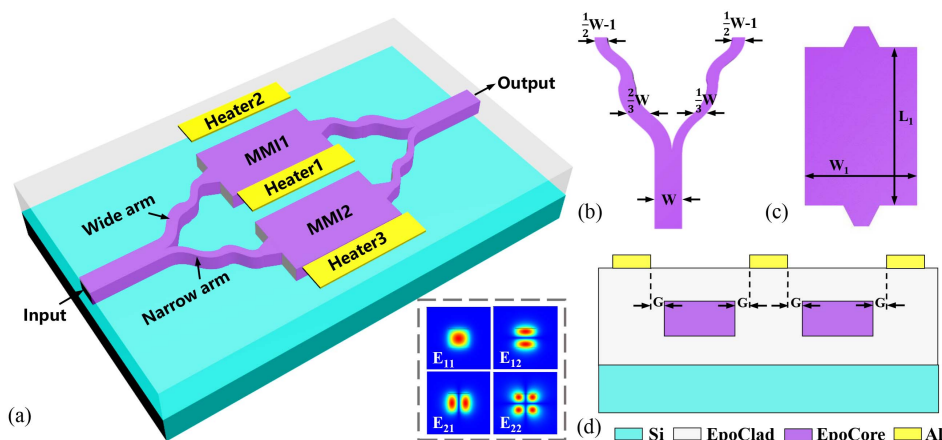 Output
Heater2
MMI1
Heater1
MMI2
Heater3
Wide arm
Narrow arm
Input
(a)
E11
E12
E21
E22
½W-1
½W-1
⅔W
⅓W
W
(b)
L1
W1
(c)
G
G
G
G
(d)
Si
EpoClad
EpoCore
Al